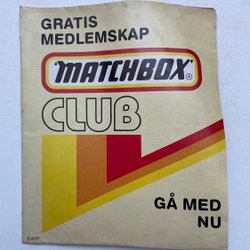 GRATIS
MEDLEMSKAP
"MATCHBOX"®
CLUB
GÅ MED
NU